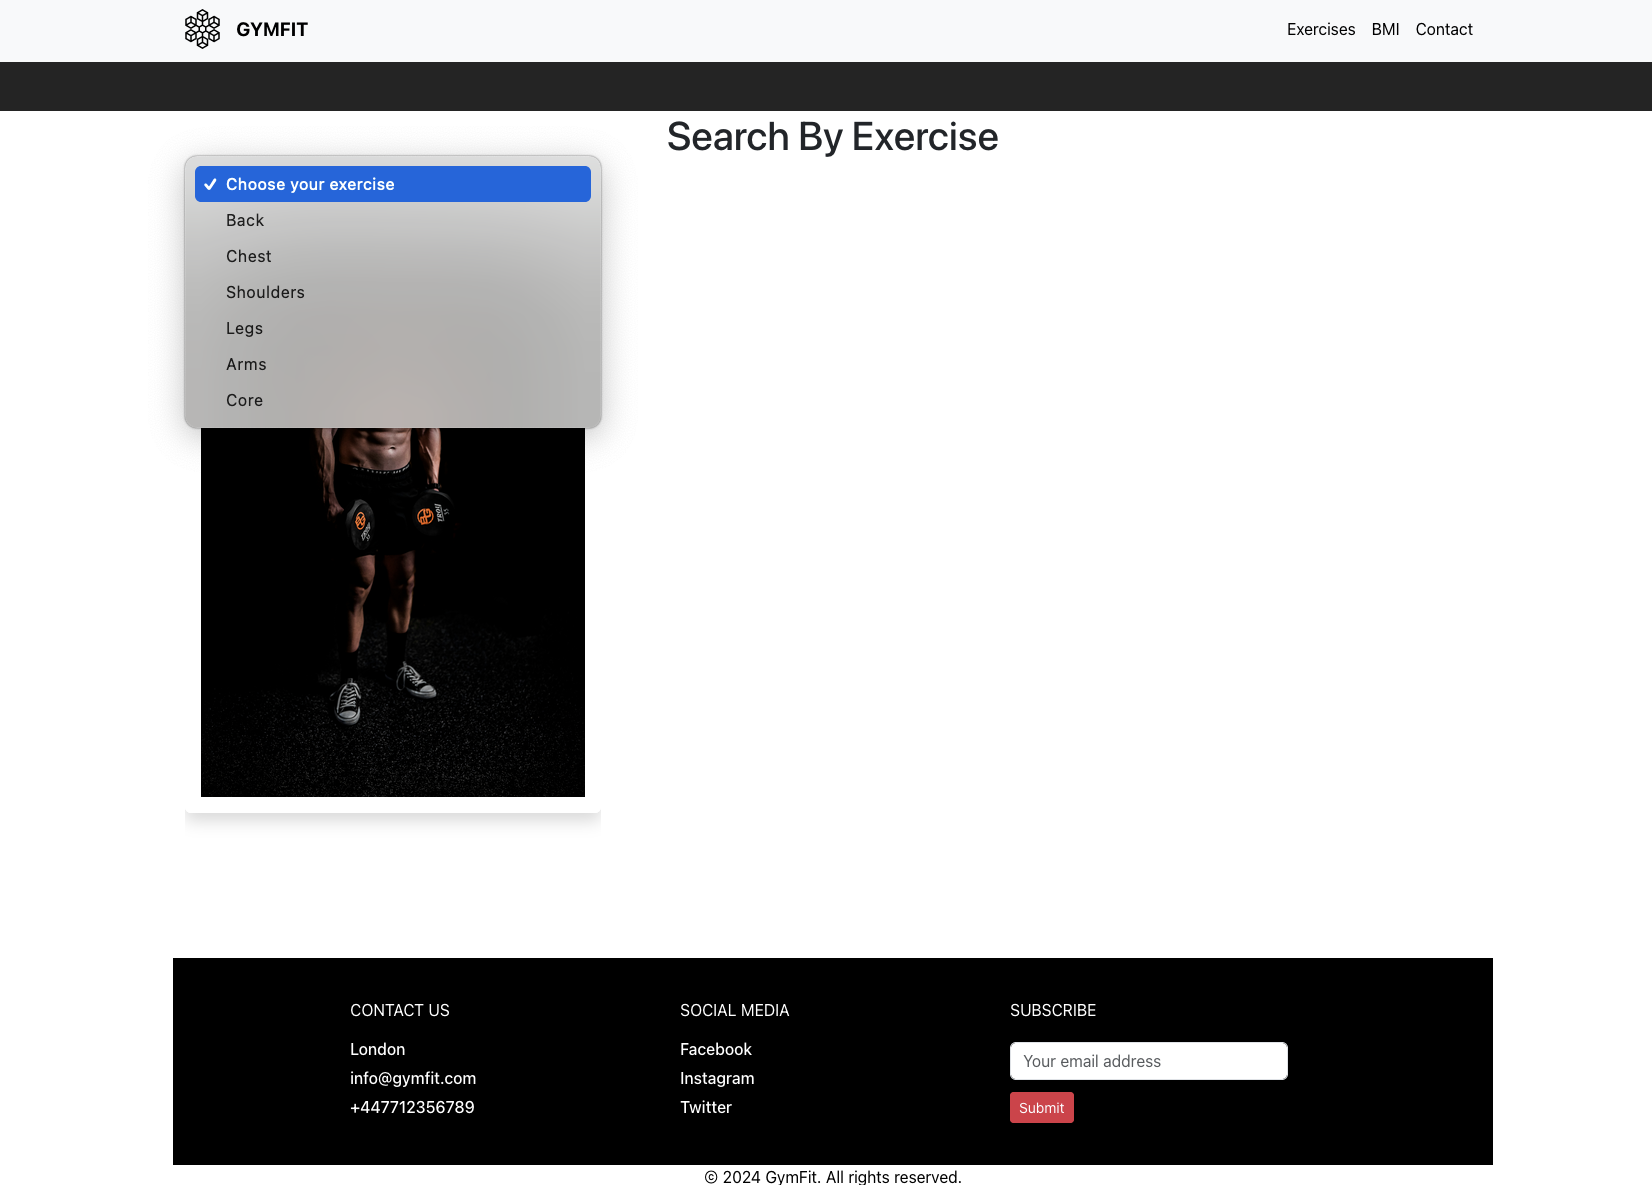 GYMFIT
Exercises BMI Contact
Search By Exercise
✓ Choose your exercise
Back
Chest
Shoulders
Legs
Arms
Core
CONTACT US
London
info@gymfit.com
+447712356789
SOCIAL MEDIA
Facebook
Instagram
Twitter
SUBSCRIBE
Your email address
Submit
© 2024 GymFit. All rights reserved.